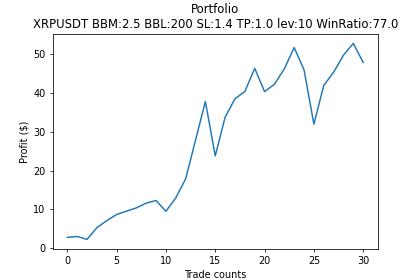 Portfolio
XRPUSDT BBM:2.5 BBL:200 SL:1.4 TP:1.0 lev:10 WinRatio:77.0
50
40
30
20
10
0
Profit ($)
0 5 10 15 20 25 30
Trade counts